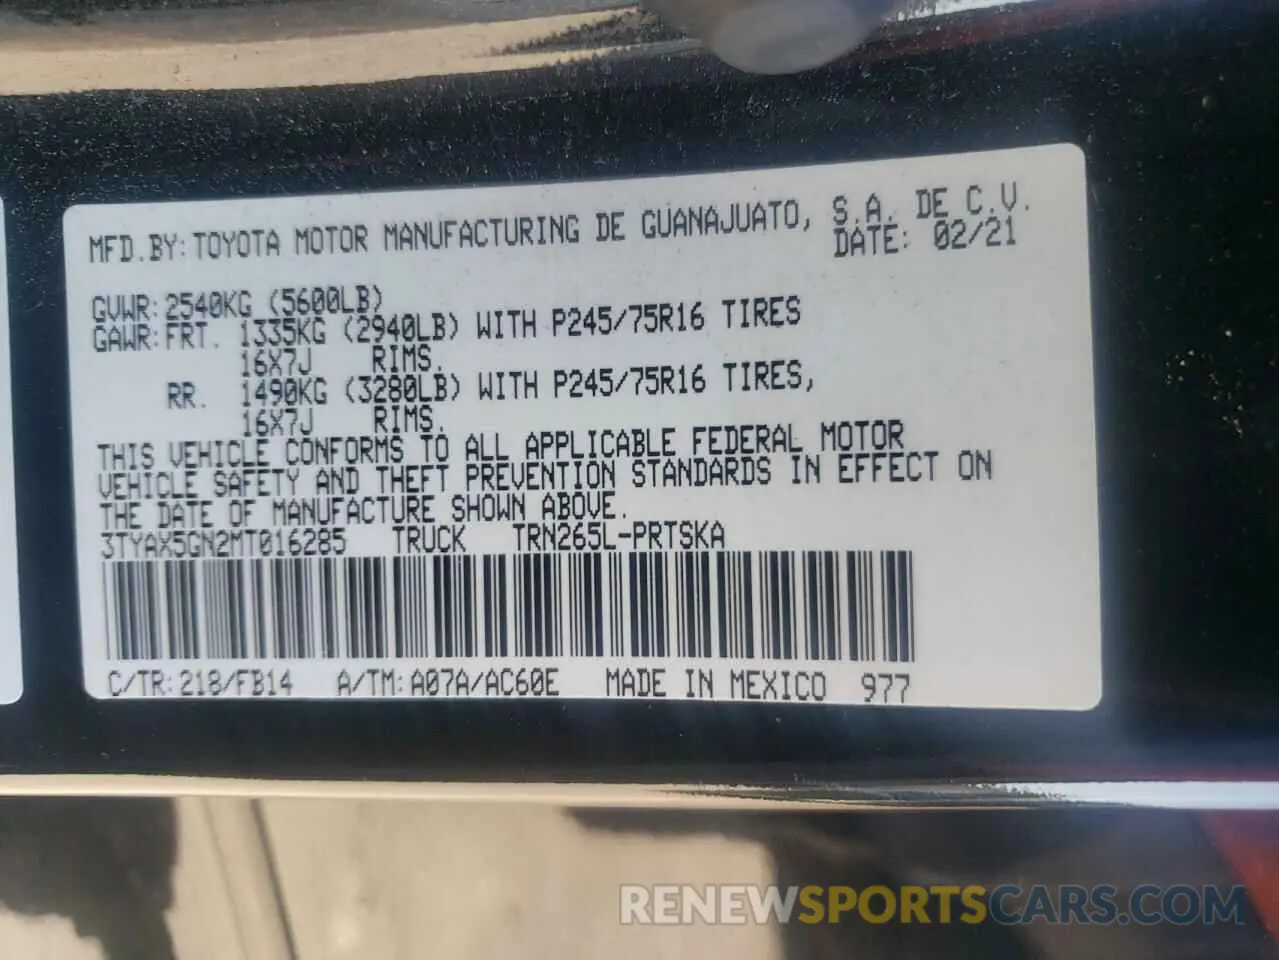 MFD.BY: TOYOTA MOTOR MANUFACTURING DE GUANAJUATO, S.A. DE C.V.
DATE: 02/21
GVWR: 2540KG (5600LB)
GAWR: FRT. 1335KG (2940LB) WITH P245/75R16 TIRES
16X7J RIMS.
RR. 1490KG (3280LB) WITH P245/75R16 TIRES,
16X7J RIMS.
THIS VEHICLE CONFORMS TO ALL APPLICABLE FEDERAL MOTOR
VEHICLE SAFETY AND THEFT PREVENTION STANDARDS IN EFFECT ON
THE DATE OF MANUFACTURE SHOWN ABOVE.
3TYAX5GN2MT016285 TRUCK TRN265L-PRTSKA
C/TR: 218/FB14 A/TM: A07A/AC60E MADE IN MEXICO 977
RENEWSPORTSCARS.COM